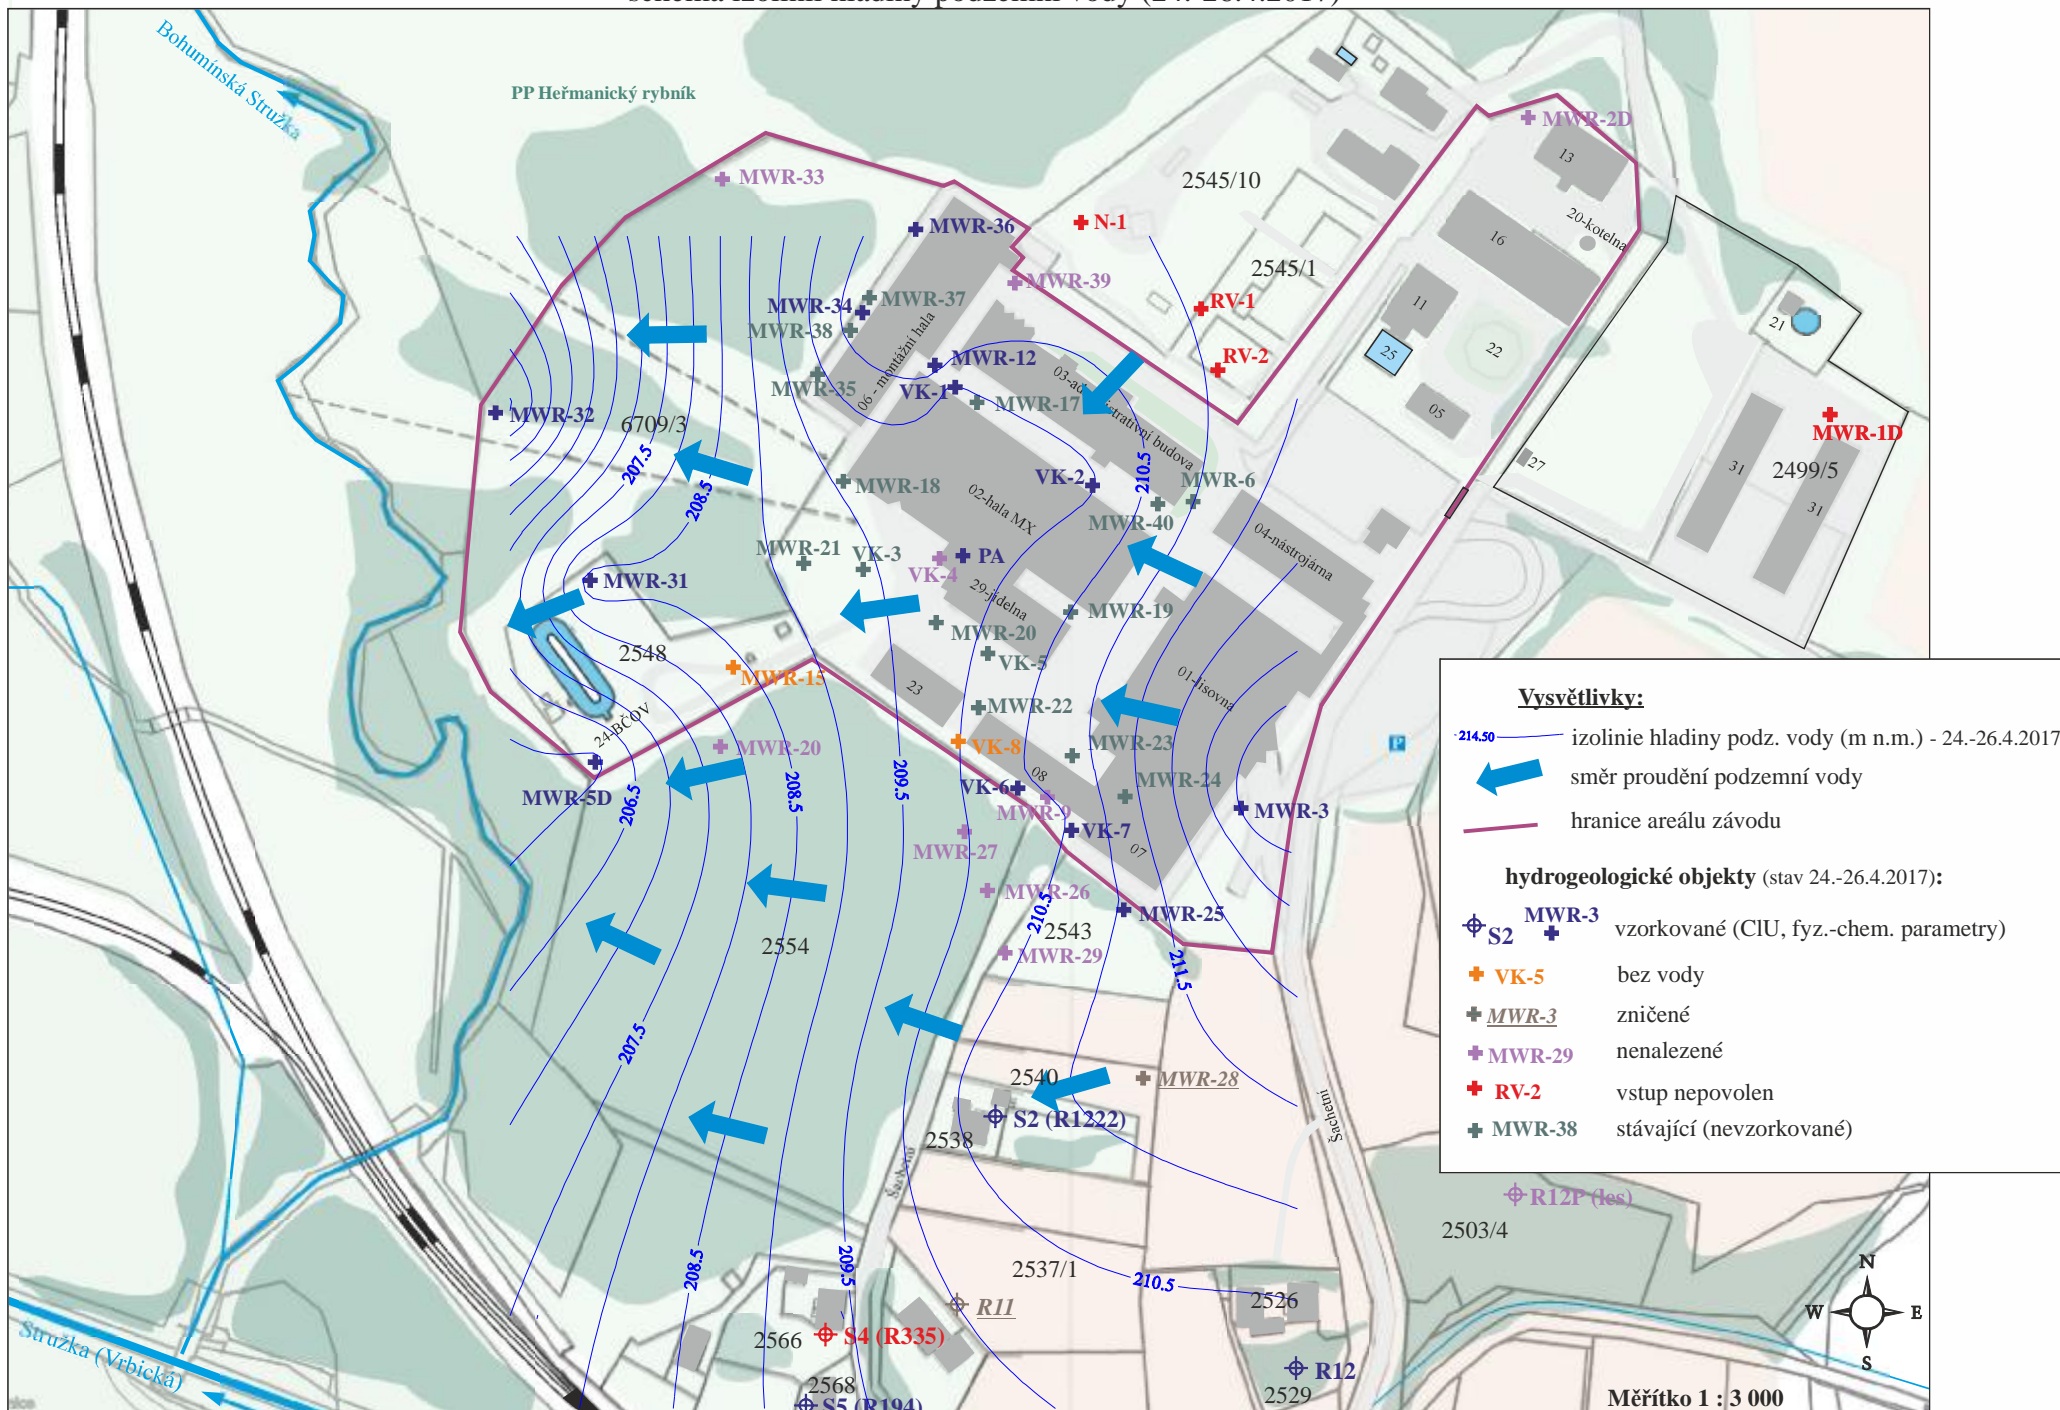 schéma izolinií hladiny podzemní vody (24.-26.4.2017)
Bohumínská Stružka
PP Heřmanický rybník
MWR-2D
13
MWR-33
2545/10
20-kotelna
MWR-36
N-1
16
2545/1
MWR-39
MWR-37
MWR-34
RV-1
11
21
MWR-38
06 - montážní hala
25
22
MWR-12
RV-2
03-administrativní budova
MWR-35
VK-1
MWR-17
05
MWR-32
6709/3
MWR-1D
207.5
210.5
31
2499/5
27
VK-2
MWR-6
208.5
MWR-18
02-hala MX
MWR-40
31
04-nástrojárna
MWR-21
VK-3
PA
VK-4
MWR-31
29-jídelna
MWR-19
MWR-20
2548
VK-5
MWR-15
23
01-lisovna
MWR-22
24-BČOV
MWR-20
VK-8
MWR-23
208.5
209.5
08
MWR-24
MWR-5D
VK-6
206.5
MWR-9
MWR-3
VK-7
MWR-27
07
MWR-26
210.5
MWR-25
2543
2554
MWR-29
211.5
207.5
2540
MWR-28
S2 (R1222)
2538
Šachetní
R12P (les)
2503/4
208.5
209.5
2537/1
210.5
2526
R11
S4 (R335)
2566
Stružka (Vrbická)
R12
2568
2529
S5 (R194)
Vysvětlivky:
214.50 izolinie hladiny podz. vody (m n.m.) - 24.-26.4.2017
směr proudění podzemní vody
hranice areálu závodu
hydrogeologické objekty (stav 24.-26.4.2017):
S2 MWR-3 vzorkované (ClU, fyz.-chem. parametry)
VK-5 bez vody
MWR-3 zničené
MWR-29 nenalezené
RV-2 vstup nepovolen
MWR-38 stávající (nevzorkované)
P
N
W E
S
Měřítko 1 : 3 000